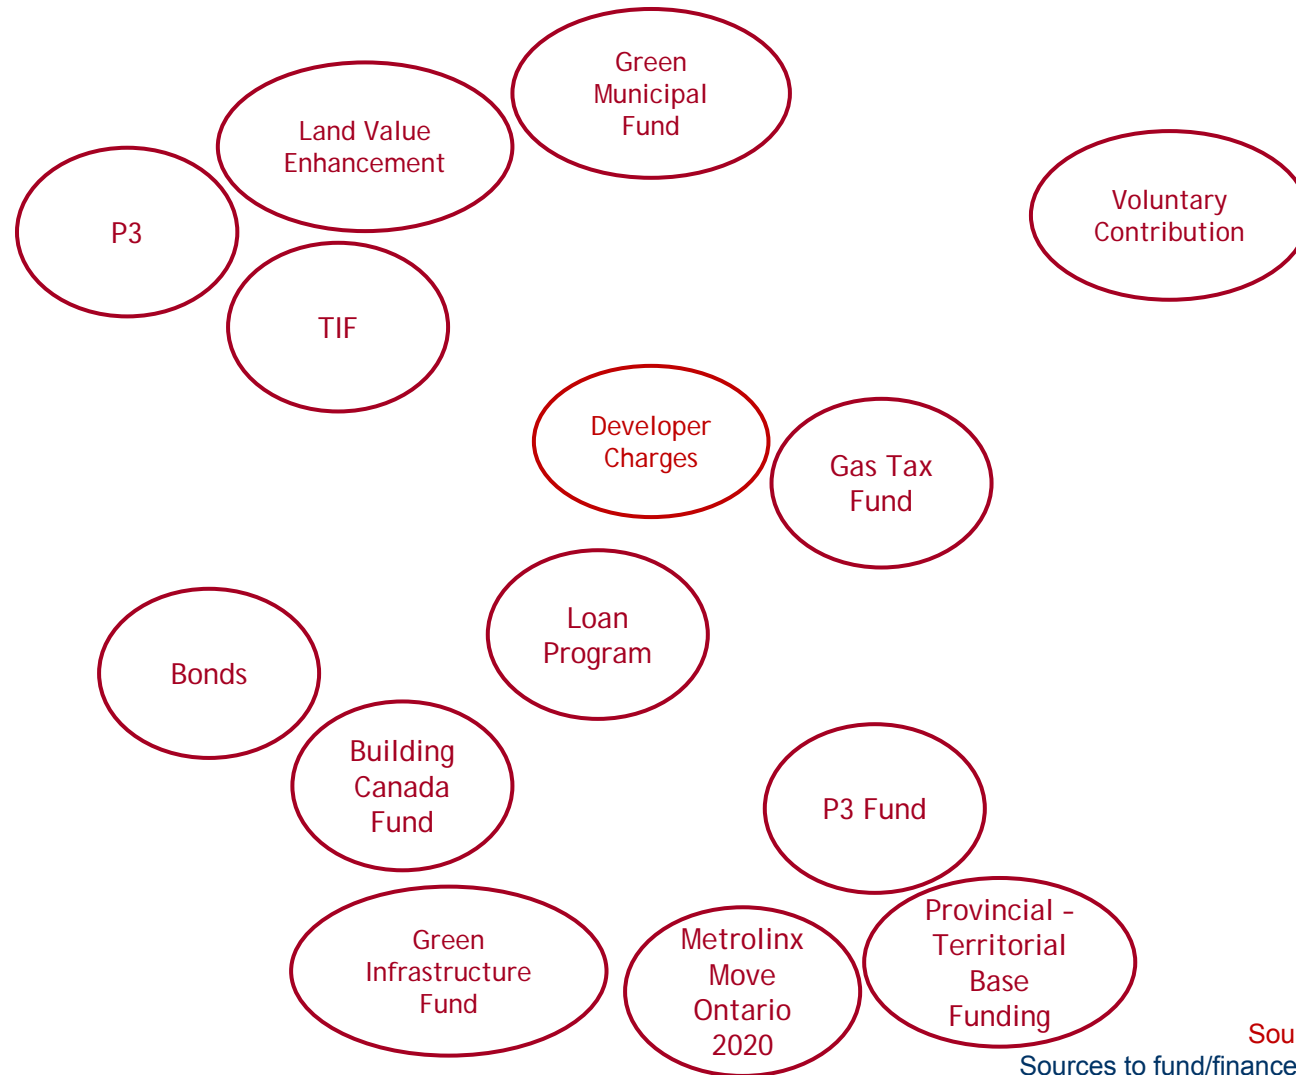 Green
Municipal
Fund
Land Value
Enhancement
Voluntary
Contribution
P3
TIF
Developer
Charges
Gas Tax
Fund
Loan
Program
Bonds
Building
Canada
Fund
P3 Fund
Green
Infrastructure
Fund
Metrolinx
Move
Ontario
2020
Provincial -
Territorial
Base
Funding
Sou
Sources to fund/finance